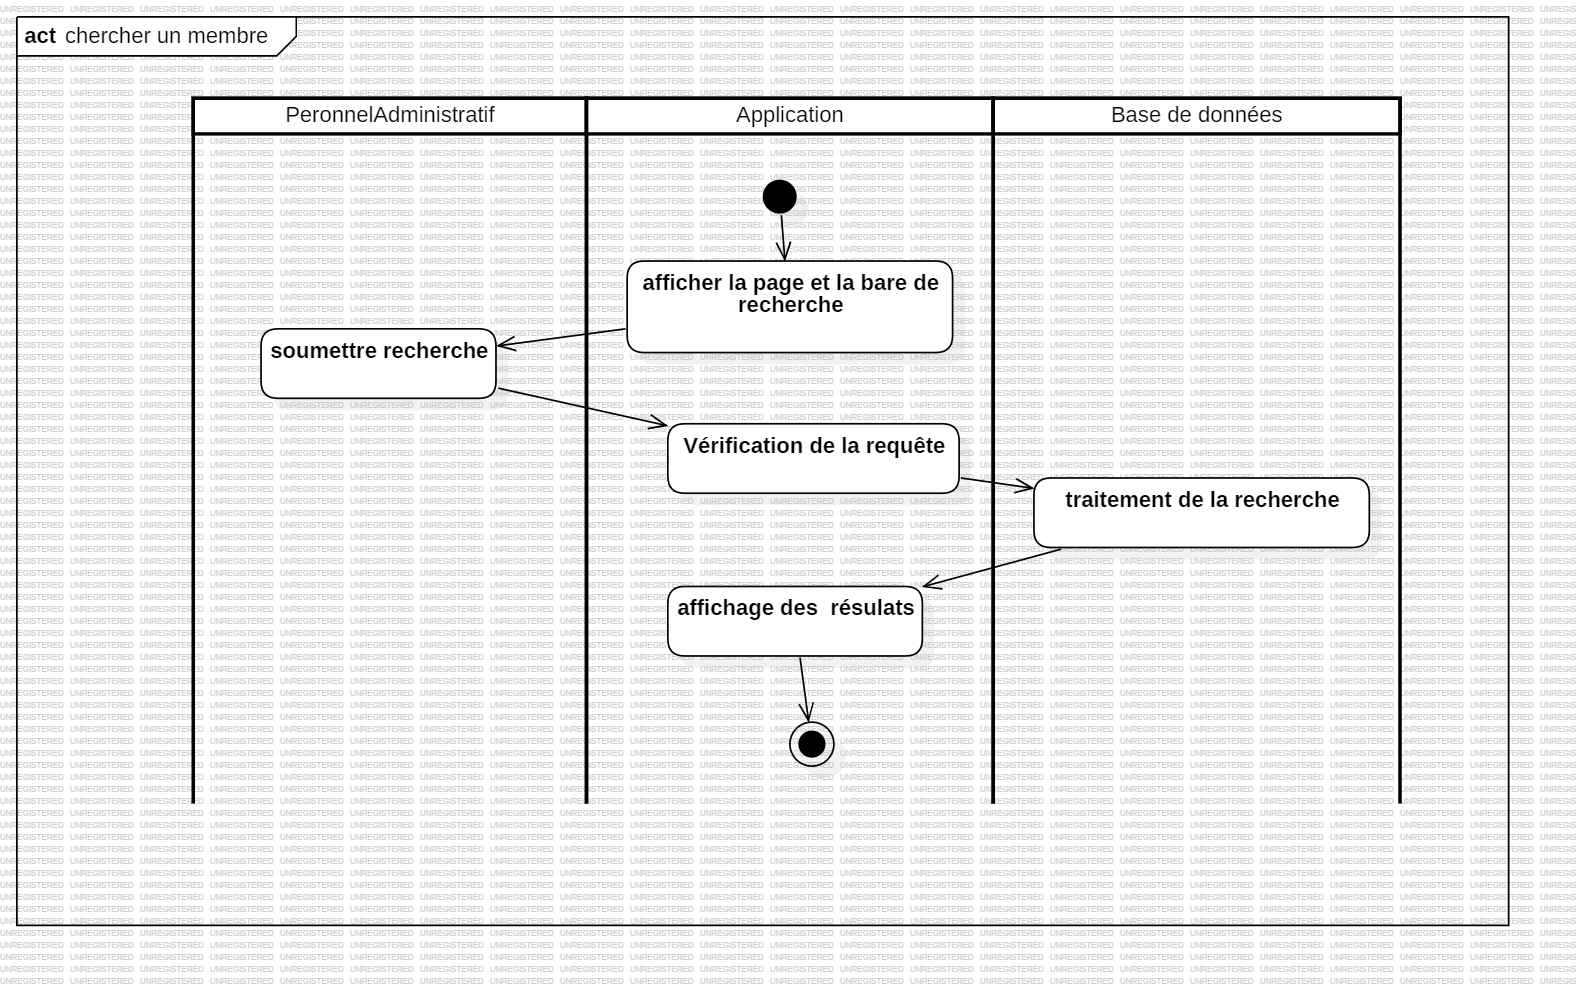 act chercher un membre
PeronnelAdministratif
Application
Base de données
afficher la page et la bare de
recherche
soumettre recherche
Vérification de la requête
traitement de la recherche
affichage des  résulats
UNREGISTERED